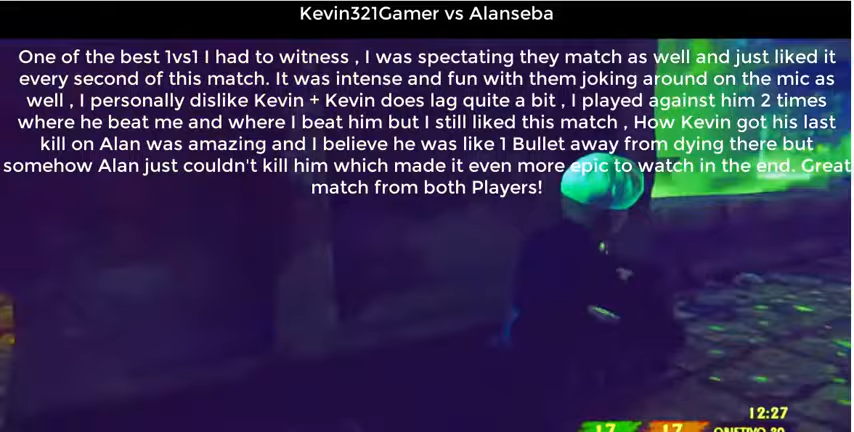 Kevin321Gamer vs Alanseba
One of the best 1vs1 I had to witness , I was spectating they match as well and just liked it
every second of this match. It was intense and fun with them joking around on the mic as
well , I personally dislike Kevin + Kevin does lag quite a bit , I played against him 2 times
where he beat me and where I beat him but I still liked this match , How Kevin got his last
kill on Alan was amazing and I believe he was like 1 Bullet away from dying there but
somehow Alan just couldn't kill him which made it even more epic to watch in the end. Great
match from both Players!
12:27
17 17 OBJETIVO 20